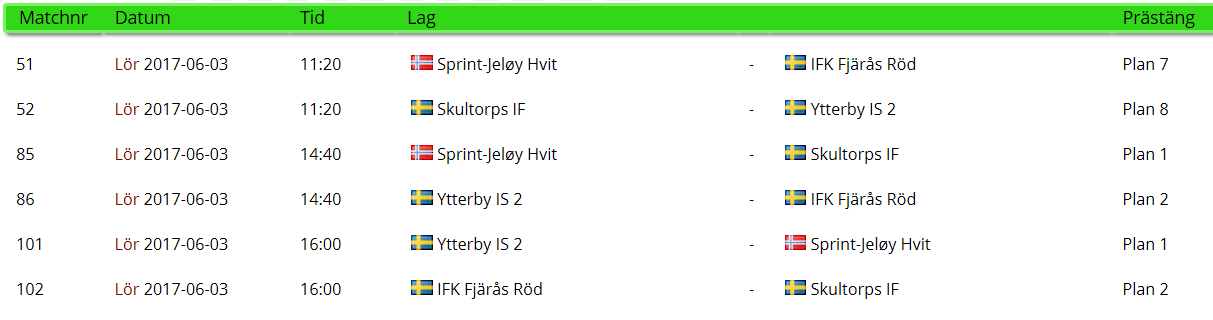 Matchnr Datum Tid Lag Prästäng
51 Lör 2017-06-03 11:20 Sprint-Jeløy Hvit - IFK Fjärås Röd Plan 7
52 Lör 2017-06-03 11:20 Skultorps IF - Ytterby IS 2 Plan 8
85 Lör 2017-06-03 14:40 Sprint-Jeløy Hvit - Skultorps IF Plan 1
86 Lör 2017-06-03 14:40 Ytterby IS 2 - IFK Fjärås Röd Plan 2
101 Lör 2017-06-03 16:00 Ytterby IS 2 - Sprint-Jeløy Hvit Plan 1
102 Lör 2017-06-03 16:00 IFK Fjärås Röd - Skultorps IF Plan 2